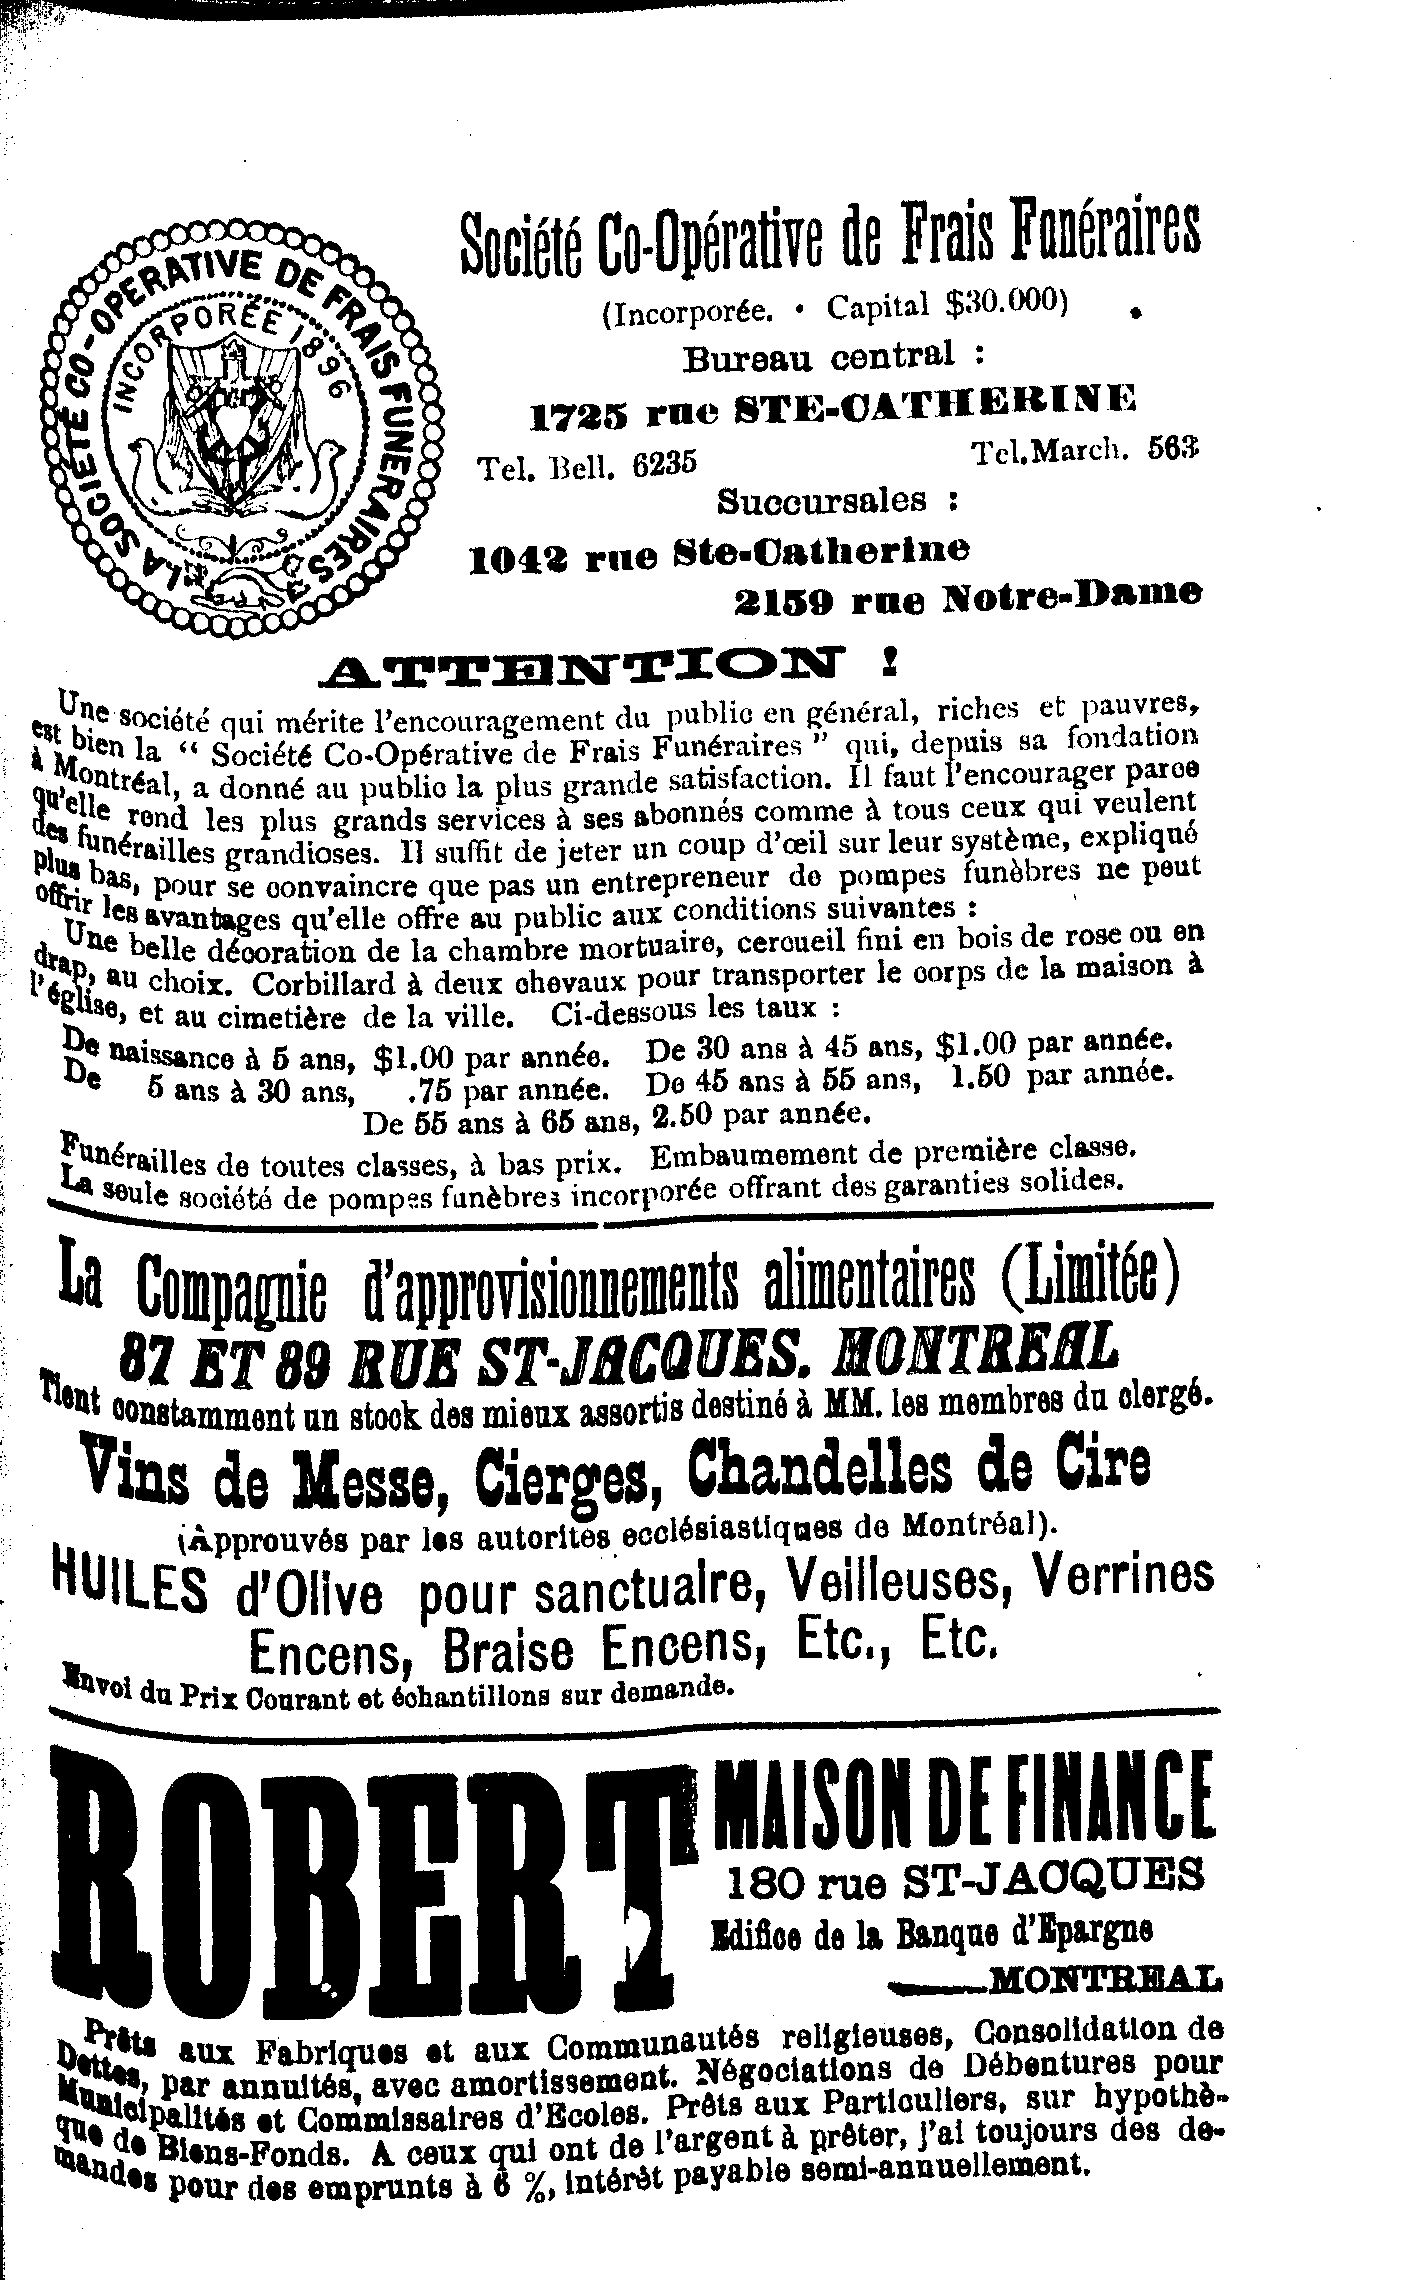 LA SOCIÉTÉ CO-OPERATIVE DE FRAIS FUNERAIRES
INCORPORÉE 1896
Société Co-Opérative de Frais Funéraires
(Incorporée. • Capital $30.000)
Bureau central :
1725 rue STE-CATHERINE
Tel. Bell. 6235 Tel. March. 563
Succursales :
1042 rue Ste-Catherine
2159 rue Notre-Dame
ATTENTION !
Une société qui mérite l'encouragement du public en général, riches et pauvres,
est bien la “ Société Co-Opérative de Frais Funéraires ” qui, depuis sa fondation
à Montréal, a donné au public la plus grande satisfaction. Il faut l'encourager parce
qu'elle rend les plus grands services à ses abonnés comme à tous ceux qui veulent
des funérailles grandioses. Il suffit de jeter un coup d'œil sur leur système, expliqué
plus bas, pour se convaincre que pas un entrepreneur de pompes funèbres ne peut
offrir les avantages qu'elle offre au public aux conditions suivantes :
Une belle décoration de la chambre mortuaire, cercueil fini en bois de rose ou en
drap, au choix. Corbillard à deux chevaux pour transporter le corps de la maison à
l'église, et au cimetière de la ville. Ci-dessous les taux :
De naissance à 5 ans, $1.00 par année. De 30 ans à 45 ans, $1.00 par année.
De 5 ans à 30 ans, .75 par année. De 45 ans à 55 ans, 1.50 par année.
De 55 ans à 65 ans, 2.50 par année.
Funérailles de toutes classes, à bas prix. Embaumement de première classe.
La seule société de pompes funèbres incorporée offrant des garanties solides.
La Compagnie d'approvisionnements alimentaires (Limitée)
87 ET 89 RUE ST-JACQUES. MONTREAL
Tient constamment un stock des mieux assortis destiné à MM. les membres du clergé.
Vins de Messe, Cierges, Chandelles de Cire
(Approuvés par les autorités ecclésiastiques de Montréal).
HUILES d'Olive pour sanctuaire, Veilleuses, Verrines
Encens, Braise Encens, Etc., Etc.
Envoi du Prix Courant et échantillons sur demande.
ROBERT MAISON DE FINANCE
180 rue ST-JACQUES
Edifice de la Banque d'Epargne
MONTREAL
Prêts aux Fabriques et aux Communautés religieuses, Consolidation de
Dettes, par annuités, avec amortissement. Négociations de Débentures pour
Municipalités et Commissaires d'Ecoles. Prêts aux Particuliers, sur hypothè-
que de Biens-Fonds. A ceux qui ont de l'argent à prêter, j'ai toujours des de-
mandes pour des emprunts à 6 %, intérêt payable semi-annuellement.